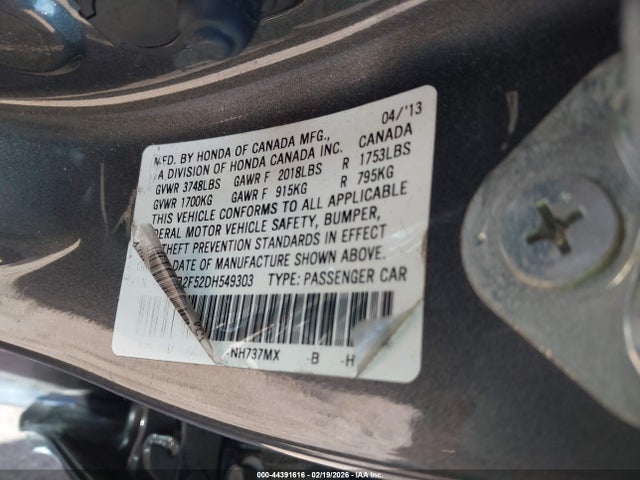 04/'13
MFD. BY HONDA OF CANADA MFG., CANADA
A DIVISION OF HONDA CANADA INC.
GVWR 3748LBS GAWR F 2018LBS R 1753LBS
GVWR 1700KG GAWR F 915KG R 795KG
THIS VEHICLE CONFORMS TO ALL APPLICABLE
DERAL MOTOR VEHICLE SAFETY, BUMPER,
THEFT PREVENTION STANDARDS IN EFFECT
DATE OF MANUFACTURE SHOWN ABOVE.
2F52DH549303 TYPE: PASSENGER CAR
NH737MX -B -H
000-44391616 - 02/19/2026 - IAA Inc.